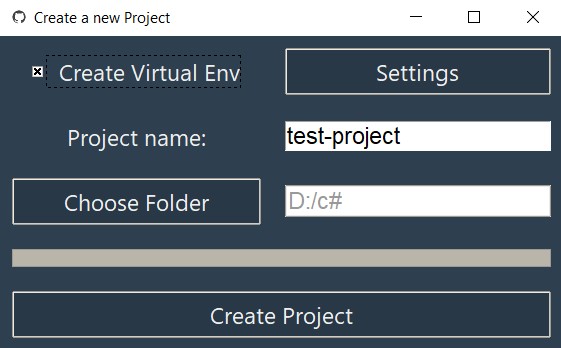 Create a new Project
Create Virtual Env
Settings
Project name:
test-project
Choose Folder
D:/c#
Create Project